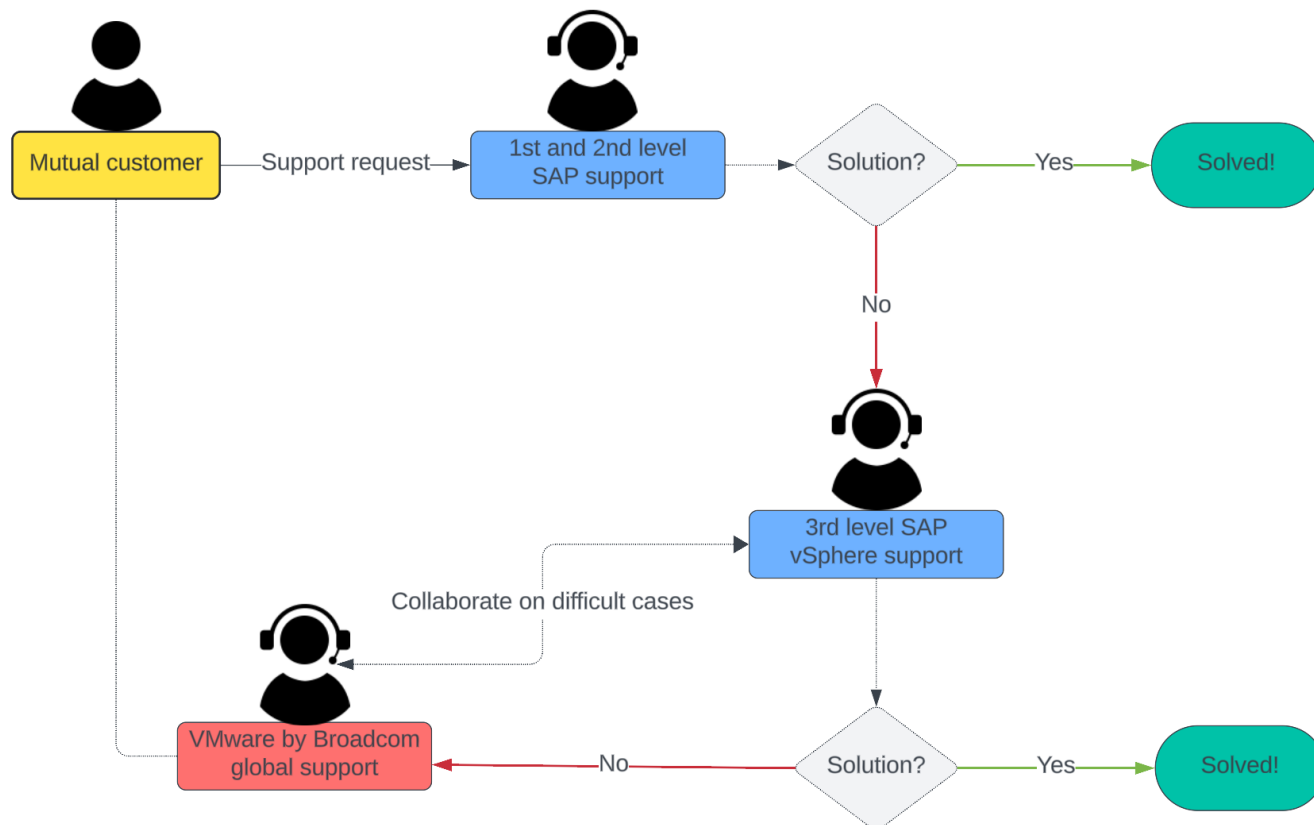 Mutual customer
Support request
1st and 2nd level
SAP support
Solution?
Yes
Solved!
No
3rd level SAP
vSphere support
Collaborate on difficult cases
VMware by Broadcom
global support
No
Solution?
Yes
Solved!